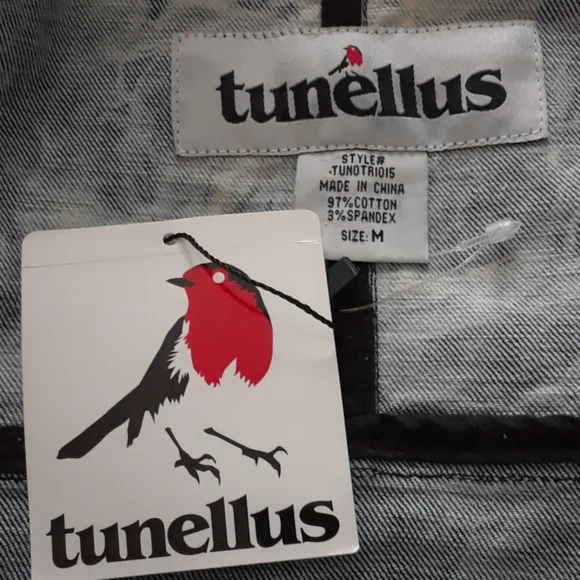 tunellus
STYLE#
TUNOTR1015
MADE IN CHINA
97%COTTON
3%SPANDEX
SIZE: M
tunellus